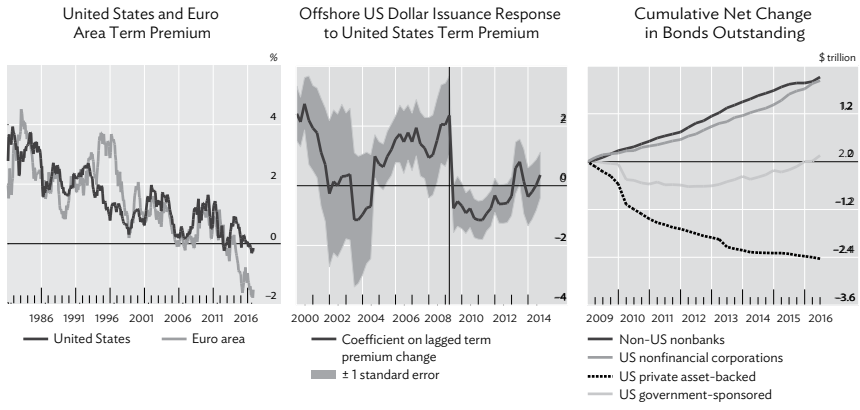 United States and Euro
Area Term Premium
%
4
2
0
–2
1986 1991 1996 2001 2006 2011 2016
United States Euro area
Offshore US Dollar Issuance Response
to United States Term Premium
2
0
–2
–4
2000 2002 2004 2006 2008 2010 2012 2014
Coefficient on lagged term
premium change
± 1 standard error
Cumulative Net Change
in Bonds Outstanding
$ trillion
1.2
–1.2
–2.4
–3.6
2009 2010 2011 2012 2013 2014 2015 2016
Non-US nonbanks
US nonfinancial corporations
US private asset-backed
US government-sponsored